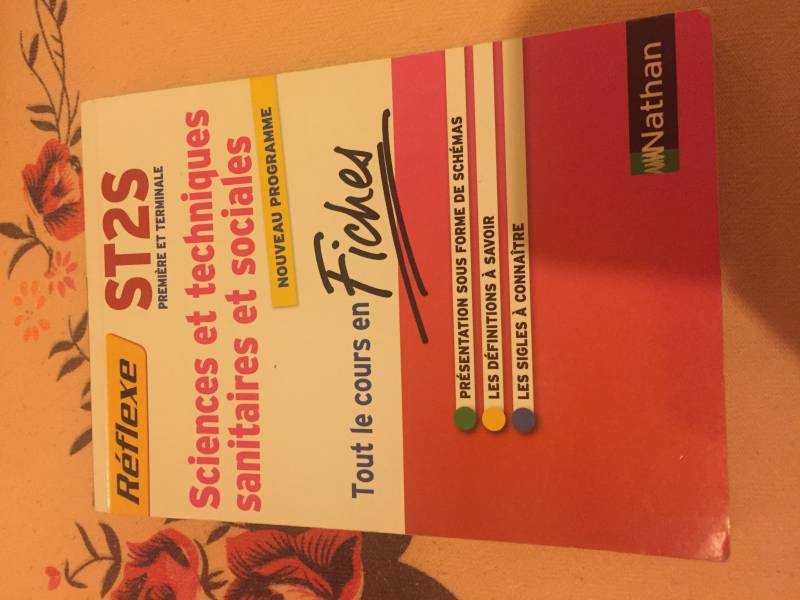 Réflexe
ST2S
PREMIÈRE ET TERMINALE
Sciences et techniques
sanitaires et sociales
NOUVEAU PROGRAMME
Tout le cours en Fiches
PRÉSENTATION SOUS FORME DE SCHÉMAS
LES DÉFINITIONS À SAVOIR
LES SIGLES À CONNAÎTRE
Nathan